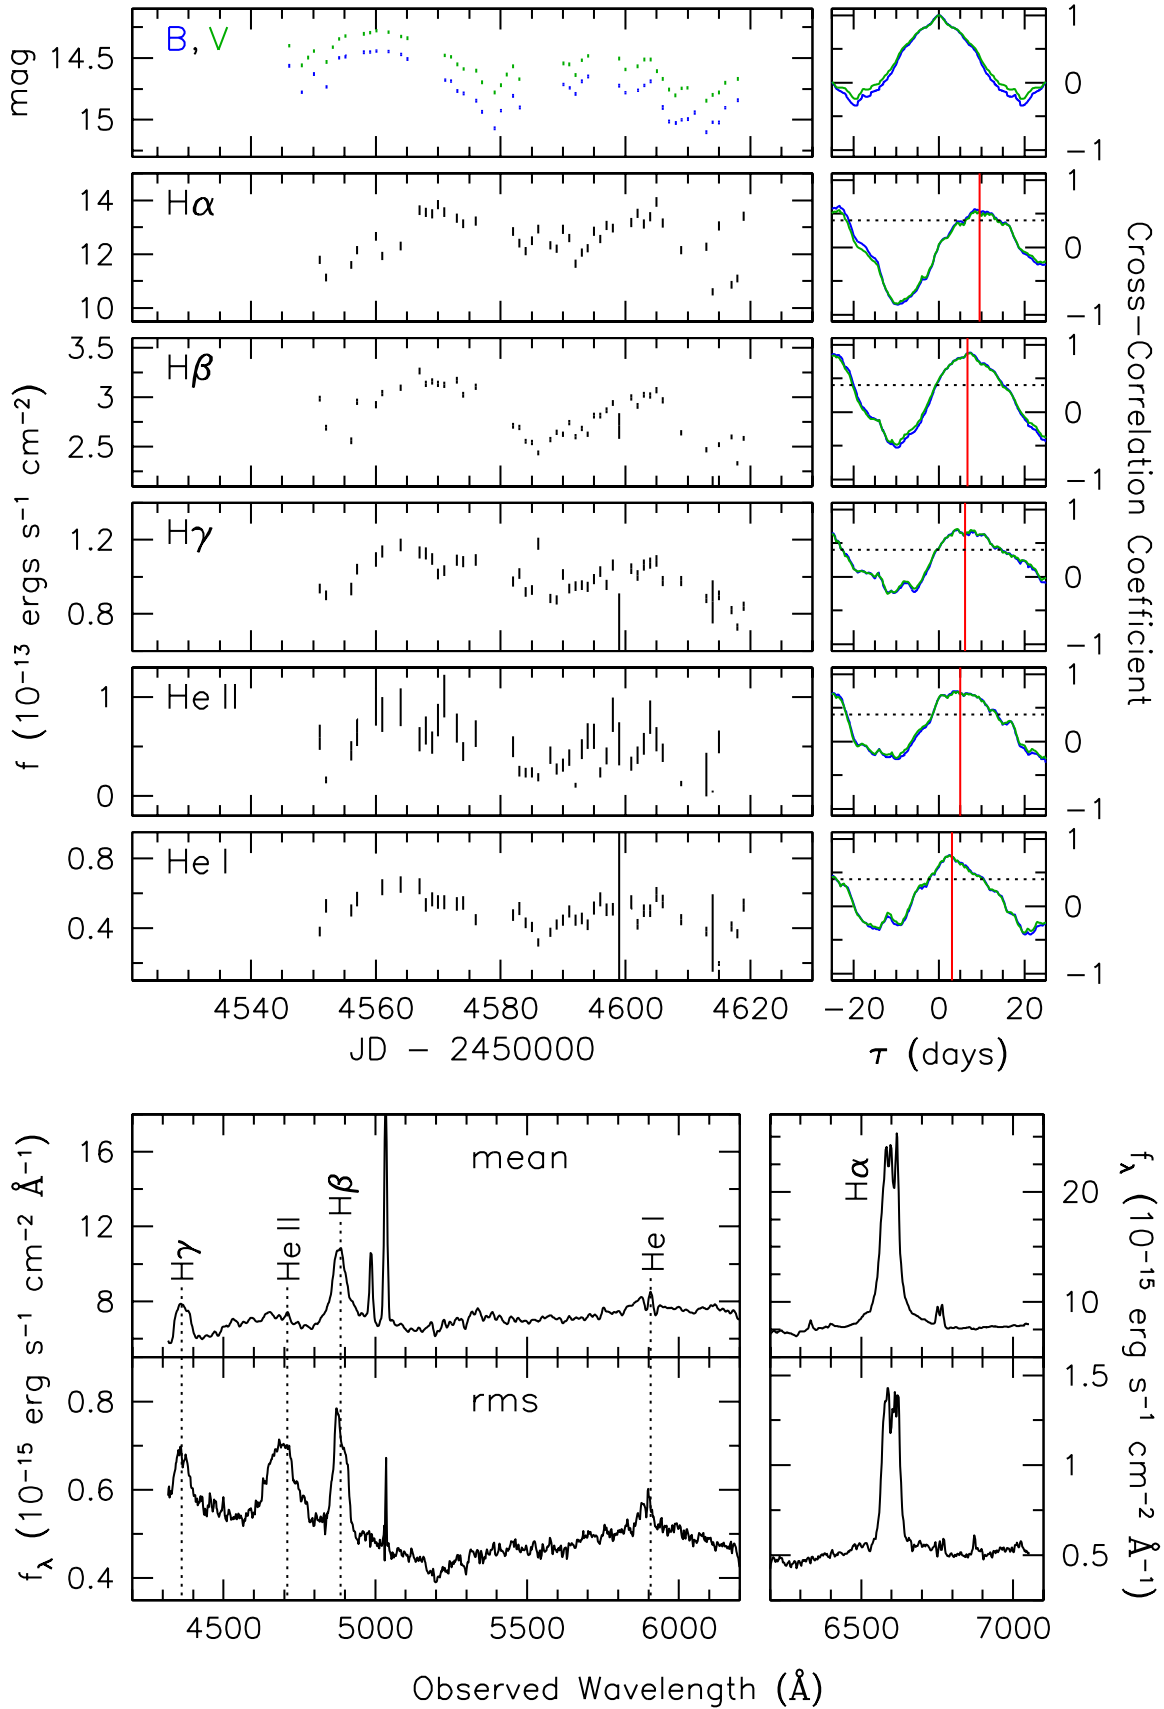 B, V
mag
14.5
15
1
0
−1
Hα
14
12
10
1
0
−1
Hβ
3.5
3
2.5
1
0
−1
Hγ
1.2
0.8
1
0
−1
He II
1
0
1
0
−1
He I
0.8
0.4
1
0
−1
f (10⁻¹³ ergs s⁻¹ cm⁻²)
Cross−Correlation Coefficient
4540 4560 4580 4600 4620
JD − 2450000
−20 0 20
τ (days)
mean
16
12
8
Hγ
He II
Hβ
He I
Hα
20
10
rms
0.8
0.6
0.4
1.5
1
0.5
f_λ (10⁻¹⁵ erg s⁻¹ cm⁻² Å⁻¹)
f_λ (10⁻¹⁵ erg s⁻¹ cm⁻² Å⁻¹)
4500 5000 5500 6000
6500 7000
Observed Wavelength (Å)